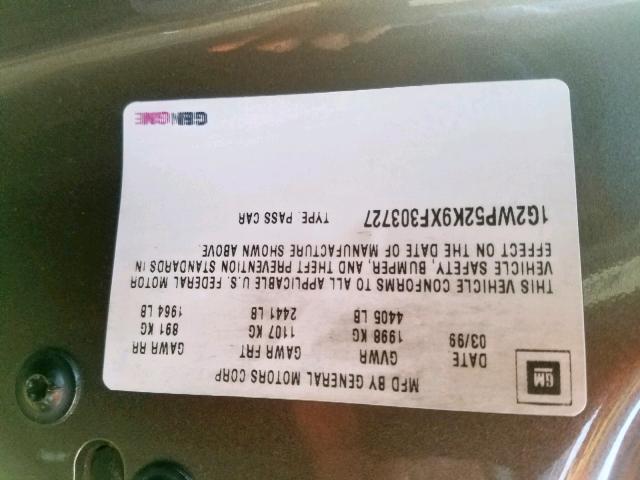 MFD BY GENERAL MOTORS CORP
GM
DATE GVWR GAWR FRT GAWR RR
03/99 1998 KG 1107 KG 891 KG
4405 LB 2441 LB 1964 LB
THIS VEHICLE CONFORMS TO ALL APPLICABLE U.S. FEDERAL MOTOR
VEHICLE SAFETY, BUMPER, AND THEFT PREVENTION STANDARDS IN
EFFECT ON THE DATE OF MANUFACTURE SHOWN ABOVE.
1G2WP52K9XF303727 TYPE: PASS CAR